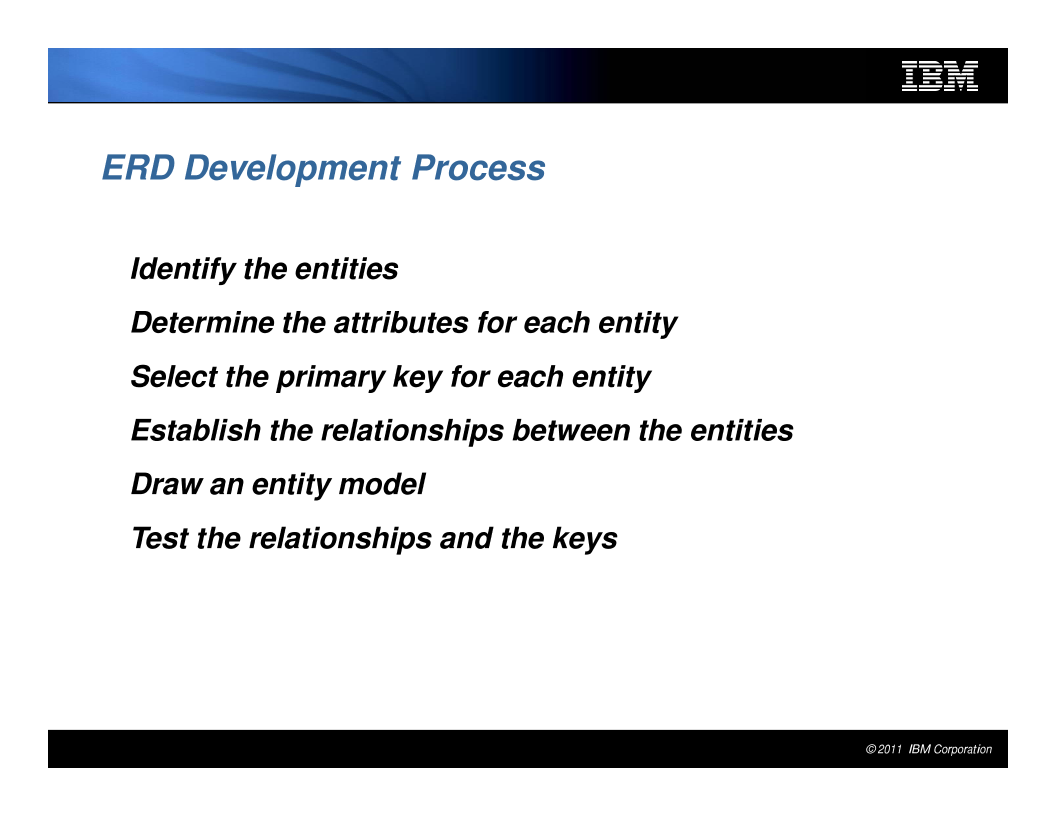 IBM
ERD Development Process
Identify the entities
Determine the attributes for each entity
Select the primary key for each entity
Establish the relationships between the entities
Draw an entity model
Test the relationships and the keys
© 2011 IBM Corporation